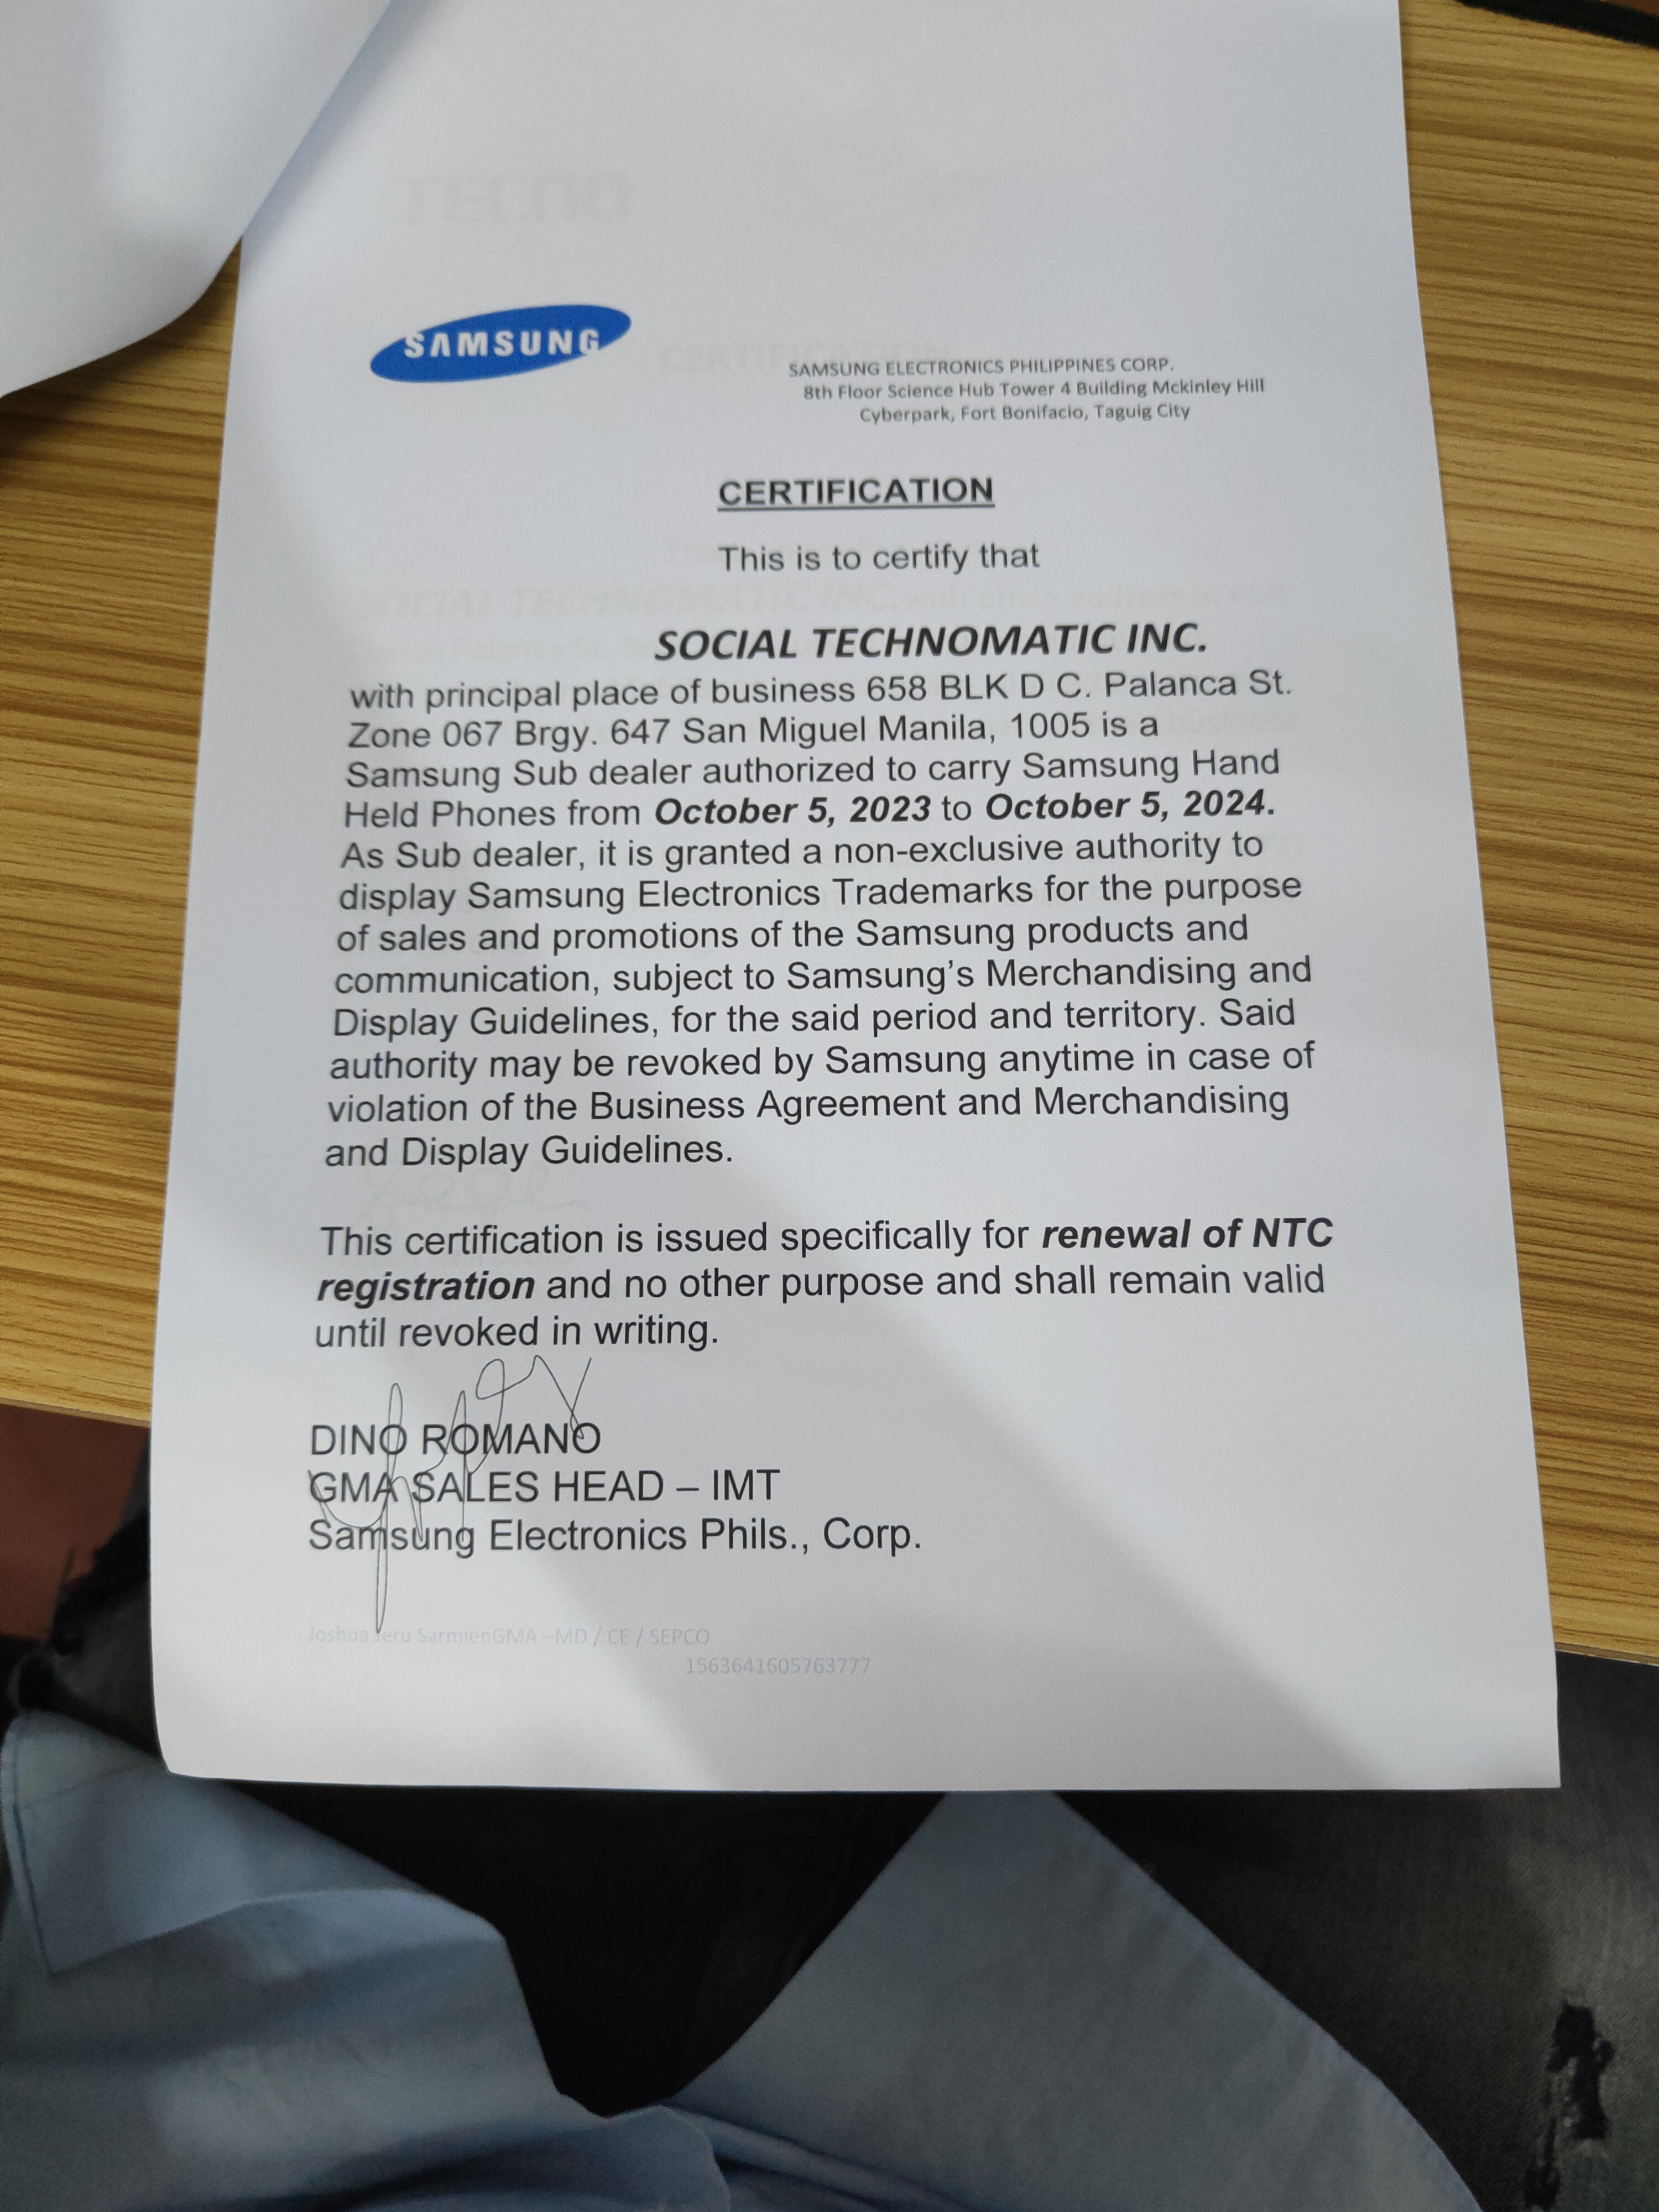 TECNO
SAMSUNG
SAMSUNG ELECTRONICS PHILIPPINES CORP.
8th Floor Science Hub Tower 4 Building Mckinley Hill
Cyberpark, Fort Bonifacio, Taguig City
CERTIFICATION
This is to certify that
SOCIAL TECHNOMATIC INC.
with principal place of business 658 BLK D C. Palanca St.
Zone 067 Brgy. 647 San Miguel Manila, 1005 is a
Samsung Sub dealer authorized to carry Samsung Hand
Held Phones from October 5, 2023 to October 5, 2024.
As Sub dealer, it is granted a non-exclusive authority to
display Samsung Electronics Trademarks for the purpose
of sales and promotions of the Samsung products and
communication, subject to Samsung's Merchandising and
Display Guidelines, for the said period and territory. Said
authority may be revoked by Samsung anytime in case of
violation of the Business Agreement and Merchandising
and Display Guidelines.
This certification is issued specifically for renewal of NTC
registration and no other purpose and shall remain valid
until revoked in writing.
DINO ROMANO
GMA SALES HEAD – IMT
Samsung Electronics Phils., Corp.
Joshua Jeru SarmienGMA –MD / CE / SEPCO
1563641605763777